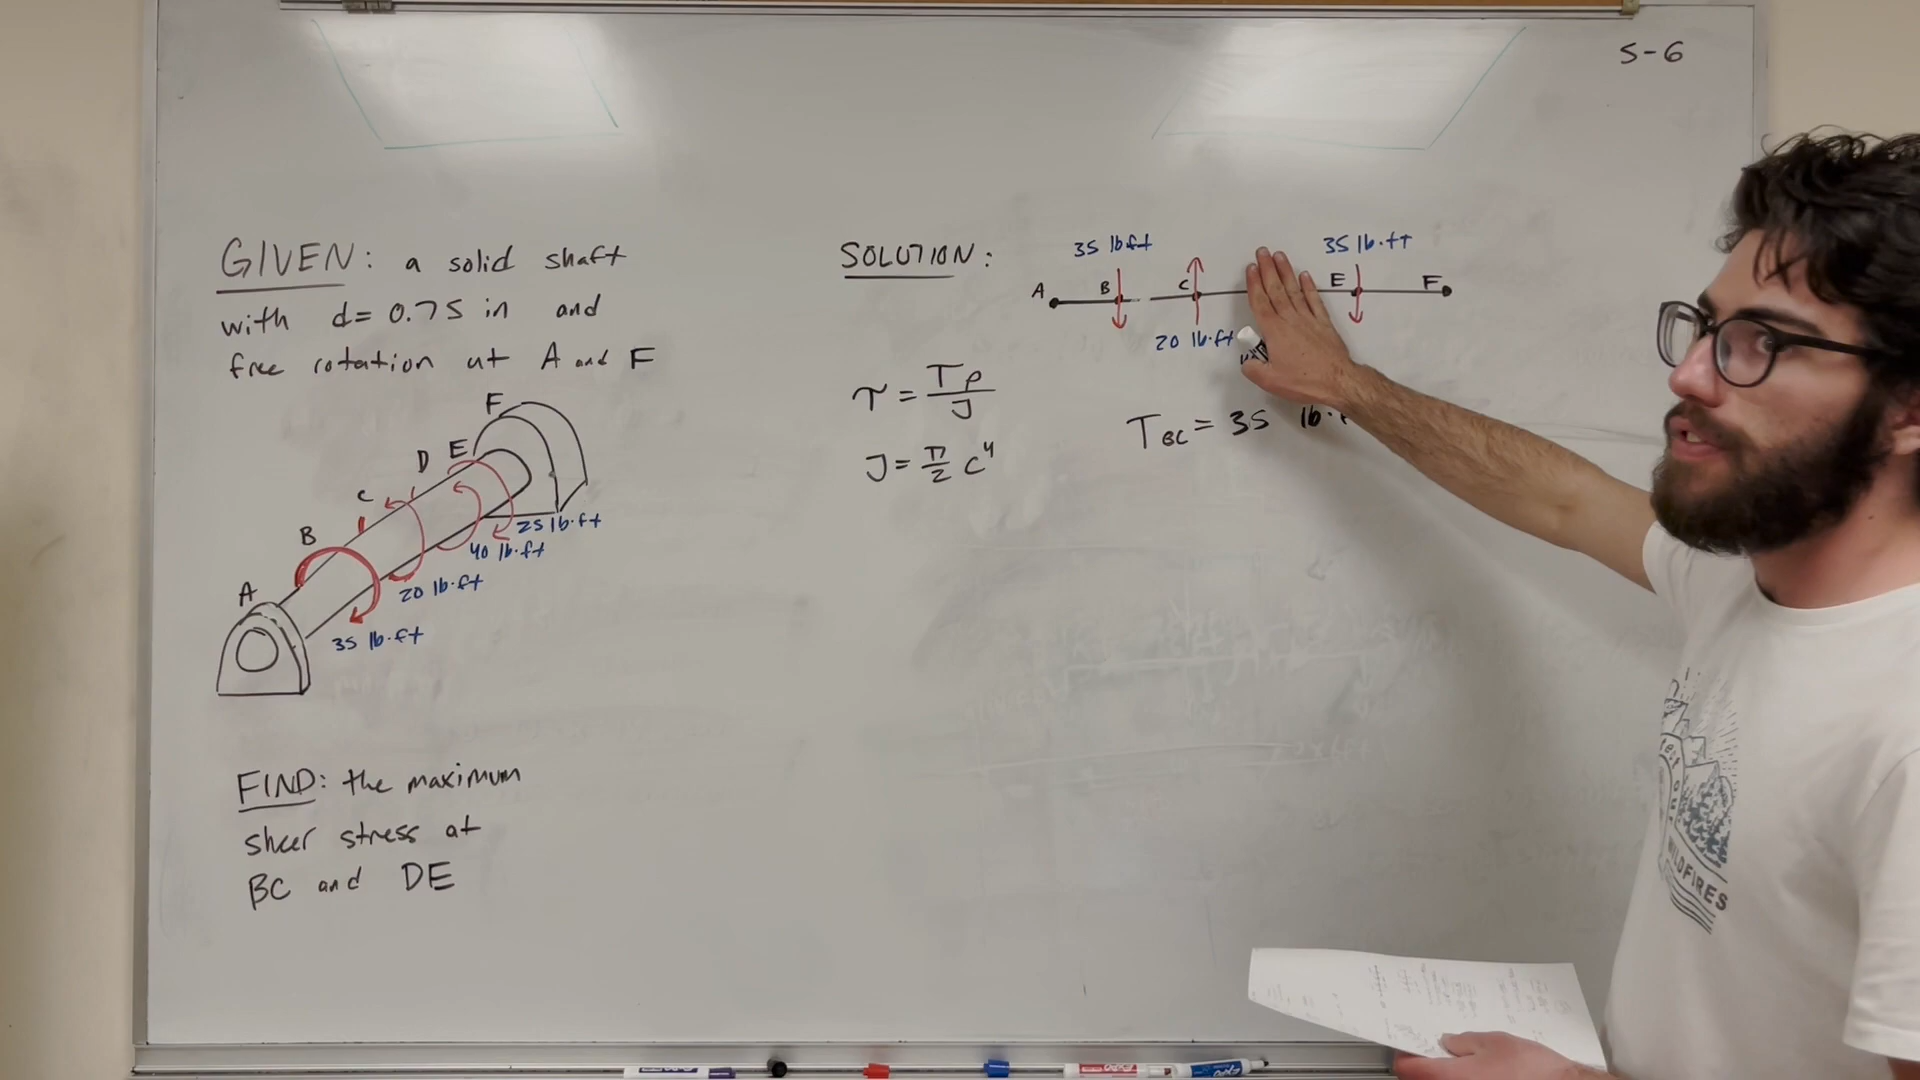 S-6
GIVEN: a solid shaft
with d= 0.75 in and
free rotation at A and F
F
E
D
C
B
A
25 lb·ft
40 lb·ft
20 lb·ft
35 lb·ft
FIND: the maximum
sheer stress at
BC and DE
SOLUTION:
35 lb·ft
35 lb·ft
A B C E F
20 lb·ft
τ = Tρ/J
J = π/2 c⁴
T_BC = 35 lb·
WILDFIRES
EXPO